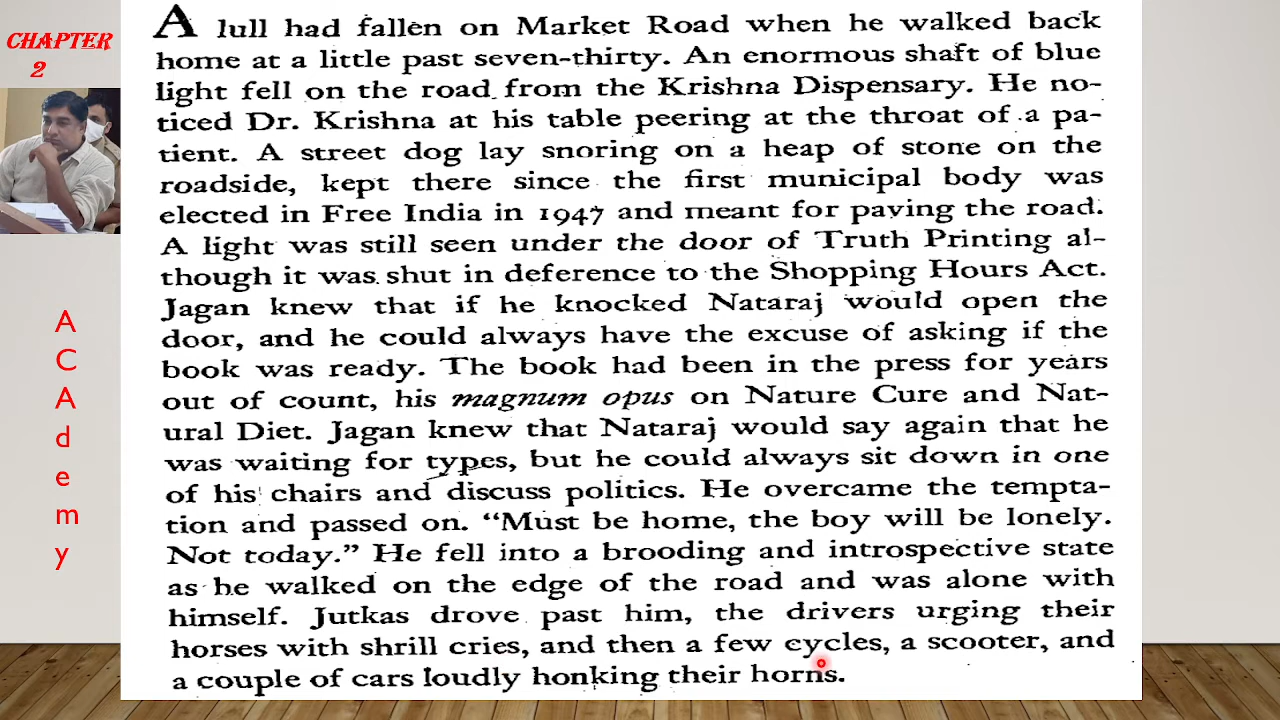 CHAPTER
2
A lull had fallen on Market Road when he walked back
home at a little past seven-thirty. An enormous shaft of blue
light fell on the road from the Krishna Dispensary. He no-
ticed Dr. Krishna at his table peering at the throat of a pa-
tient. A street dog lay snoring on a heap of stone on the
roadside, kept there since the first municipal body was
elected in Free India in 1947 and meant for paving the road.
A light was still seen under the door of Truth Printing al-
though it was shut in deference to the Shopping Hours Act.
Jagan knew that if he knocked Nataraj would open the
door, and he could always have the excuse of asking if the
book was ready. The book had been in the press for years
out of count, his magnum opus on Nature Cure and Nat-
ural Diet. Jagan knew that Nataraj would say again that he
was waiting for types, but he could always sit down in one
of his chairs and discuss politics. He overcame the tempta-
tion and passed on. “Must be home, the boy will be lonely.
Not today.” He fell into a brooding and introspective state
as he walked on the edge of the road and was alone with
himself. Jutkas drove past him, the drivers urging their
horses with shrill cries, and then a few cycles, a scooter, and
a couple of cars loudly honking their horns.
A
C
A
d
e
m
y